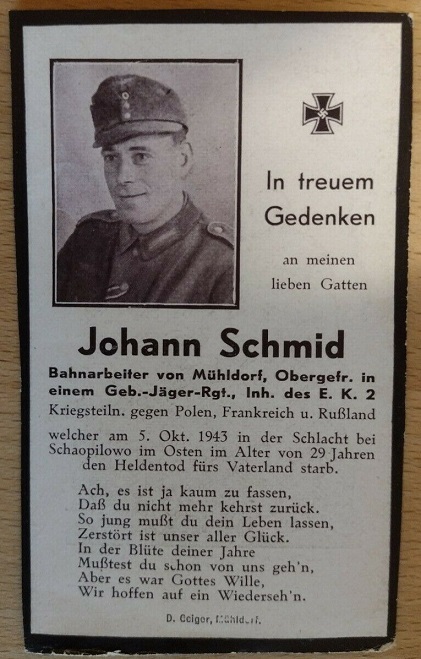 In treuem
Gedenken
an meinen
lieben Gatten
Johann Schmid
Bahnarbeiter von Mühldorf, Obergefr. in
einem Geb.-Jäger-Rgt., Inh. des E. K. 2
Kriegsteiln. gegen Polen, Frankreich u. Rußland
welcher am 5. Okt. 1943 in der Schlacht bei
Schaopilowo im Osten im Alter von 29 Jahren
den Heldentod fürs Vaterland starb.
Ach, es ist ja kaum zu fassen,
Daß du nicht mehr kehrst zurück.
So jung mußt du dein Leben lassen,
Zerstört ist unser aller Glück.
In der Blüte deiner Jahre
Mußtest du schon von uns geh'n,
Aber es war Gottes Wille,
Wir hoffen auf ein Wiederseh'n.
D. Geiger, Mühldorf.